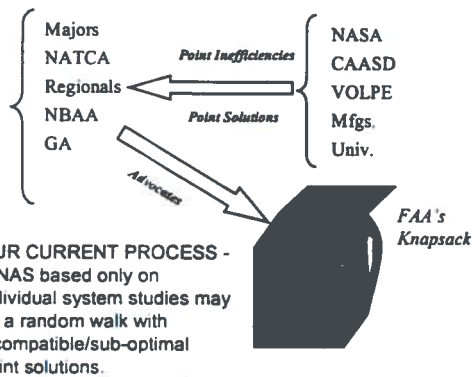 Majors
NATCA
Regionals
NBAA
GA
Point Inefficiencies
Point Solutions
NASA
CAASD
VOLPE
Mfgs.
Univ.
Advocates
FAA's
Knapsack
UR CURRENT PROCESS -
NAS based only on
dividual system studies may
a random walk with
compatible/sub-optimal
int solutions.